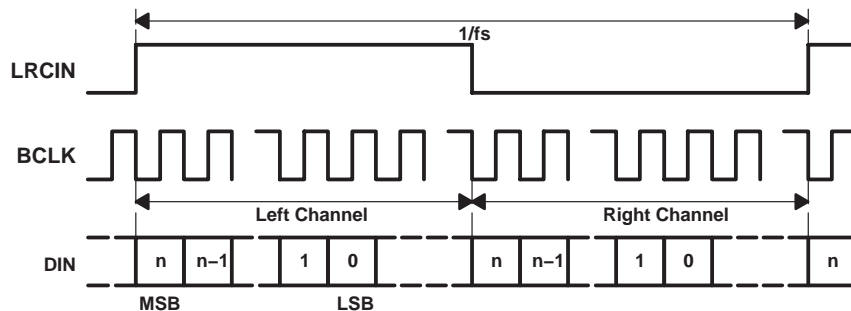 1/fs
LRCIN
BCLK
Left Channel Right Channel
DIN n n−1 1 0 n n−1 1 0 n
MSB LSB